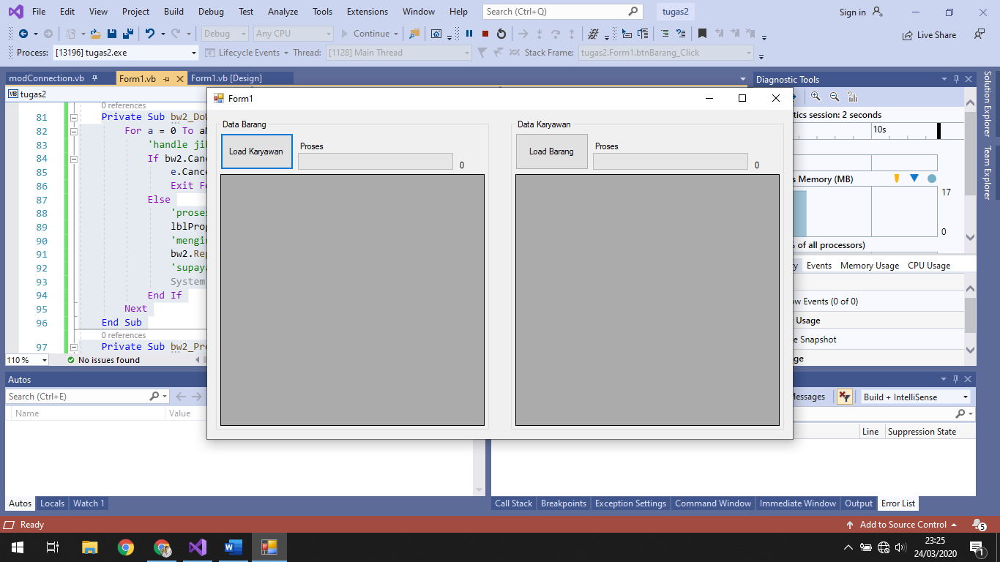 File Edit View Project Build Debug Test Analyze Tools Extensions Window Help Search (Ctrl+Q) tugas2 Sign in
Debug Any CPU Continue Live Share
Process: [13196] tugas2.exe Lifecycle Events Thread: [1128] Main Thread Stack Frame: tugas2.Form1.btnBarang_Click
modConnection.vb Form1.vb Form1.vb [Design]
VB tugas2
0 references
81 Private Sub bw2_Do
82 For a = 0 To a
83 'handle ji
84 If bw2.Canc
85 e.Cance
86 Exit Fo
87 Else
88 'proses
89 lblProg
90 'mengi
91 bw2.Rep
92 'supaya
93 System
94 End If
95 Next
96 End Sub
0 references
97 Private Sub bw2_Pr
110 % No issues found
Form1
Data Barang
Load Karyawan
Proses
0
Data Karyawan
Load Barang
Proses
0
Diagnostic Tools
tics session: 2 seconds
10s
s Memory (MB)
17
0
% of all processors)
y Events Memory Usage CPU Usage
ow Events (0 of 0)
Usage
e Snapshot
ge
Solution Explorer
Team Explorer
Autos
Search (Ctrl+E)
Name Value
Messages Build + IntelliSense
Line Suppression State
Autos Locals Watch 1
Call Stack Breakpoints Exception Settings Command Window Immediate Window Output Error List
Ready Add to Source Control 5
23:25
24/03/2020
1